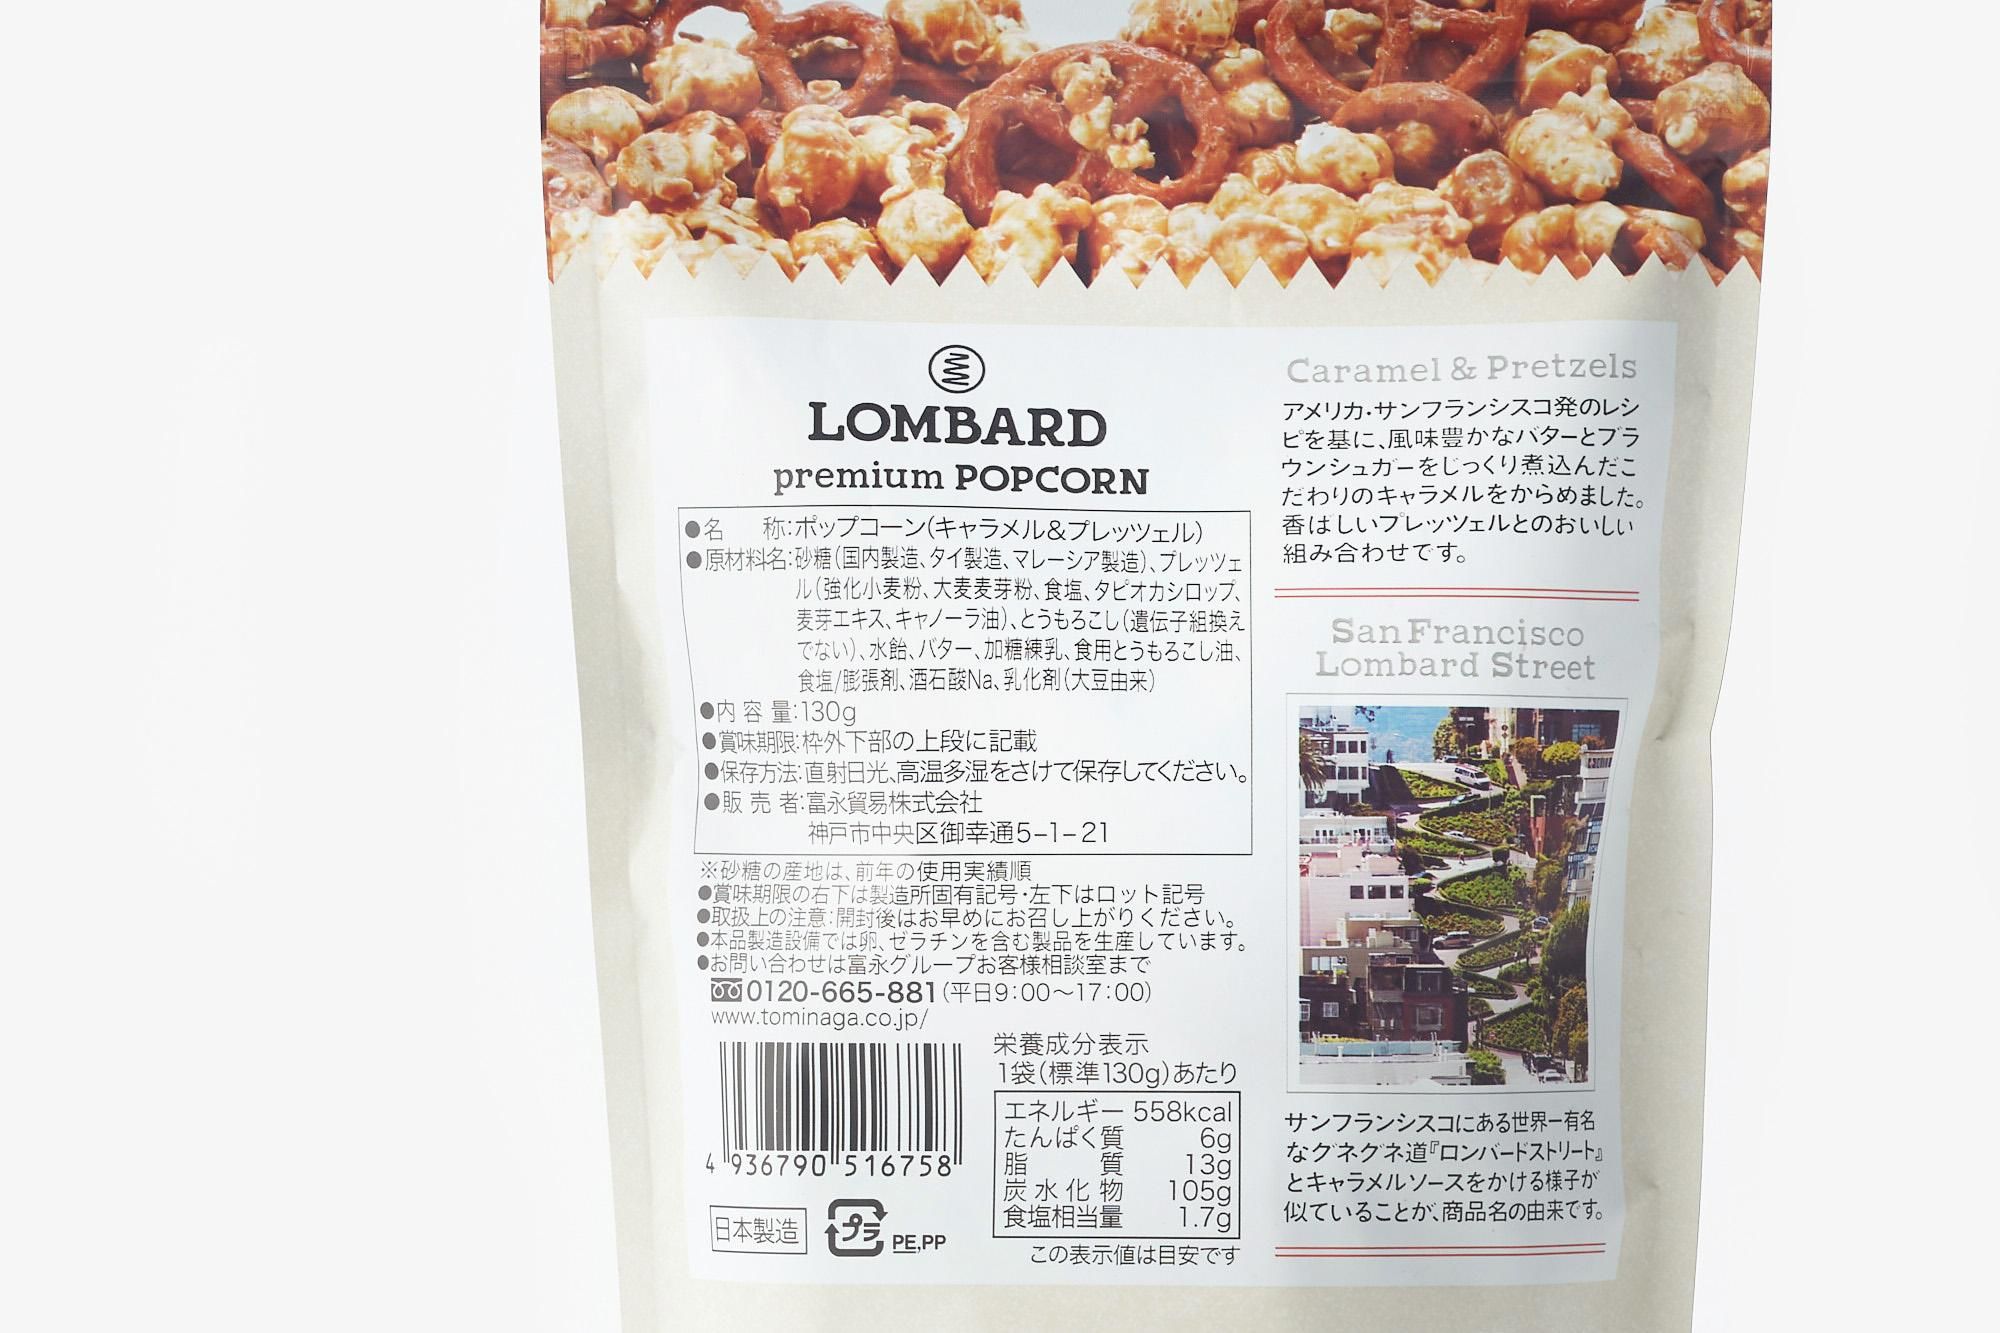 LOMBARD
premium POPCORN
●名　称:ポップコーン(キャラメル&プレッツェル)
●原材料名:砂糖(国内製造、タイ製造、マレーシア製造)、プレッツェ
ル(強化小麦粉、大麦麦芽粉、食塩、タピオカシロップ、
麦芽エキス、キャノーラ油)、とうもろこし(遺伝子組換え
でない)、水飴、バター、加糖練乳、食用とうもろこし油、
食塩/膨張剤、酒石酸Na、乳化剤(大豆由来)
●内容量:130g
●賞味期限:枠外下部の上段に記載
●保存方法:直射日光、高温多湿をさけて保存してください。
●販売者:富永貿易株式会社
神戸市中央区御幸通5-1-21
※砂糖の産地は、前年の使用実績順
●賞味期限の右下は製造所固有記号・左下はロット記号
●取扱上の注意:開封後はお早めにお召し上がりください。
●本品製造設備では卵、ゼラチンを含む製品を生産しています。
●お問い合わせは富永グループお客様相談室まで
0120-665-881(平日9:00〜17:00)
www.tominaga.co.jp/
4 936790 516758
日本製造
プラ
PE,PP
栄養成分表示
1袋(標準130g)あたり
エネルギー 558kcal
たんぱく質 6g
脂質 13g
炭水化物 105g
食塩相当量 1.7g
この表示値は目安です
Caramel & Pretzels
アメリカ・サンフランシスコ発のレシ
ピを基に、風味豊かなバターとブラ
ウンシュガーをじっくり煮込んだこ
だわりのキャラメルをからめました。
香ばしいプレッツェルとのおいしい
組み合わせです。
San Francisco
Lombard Street
サンフランシスコにある世界一有名
なグネグネ道『ロンバードストリート』
とキャラメルソースをかける様子が
似ていることが、商品名の由来です。